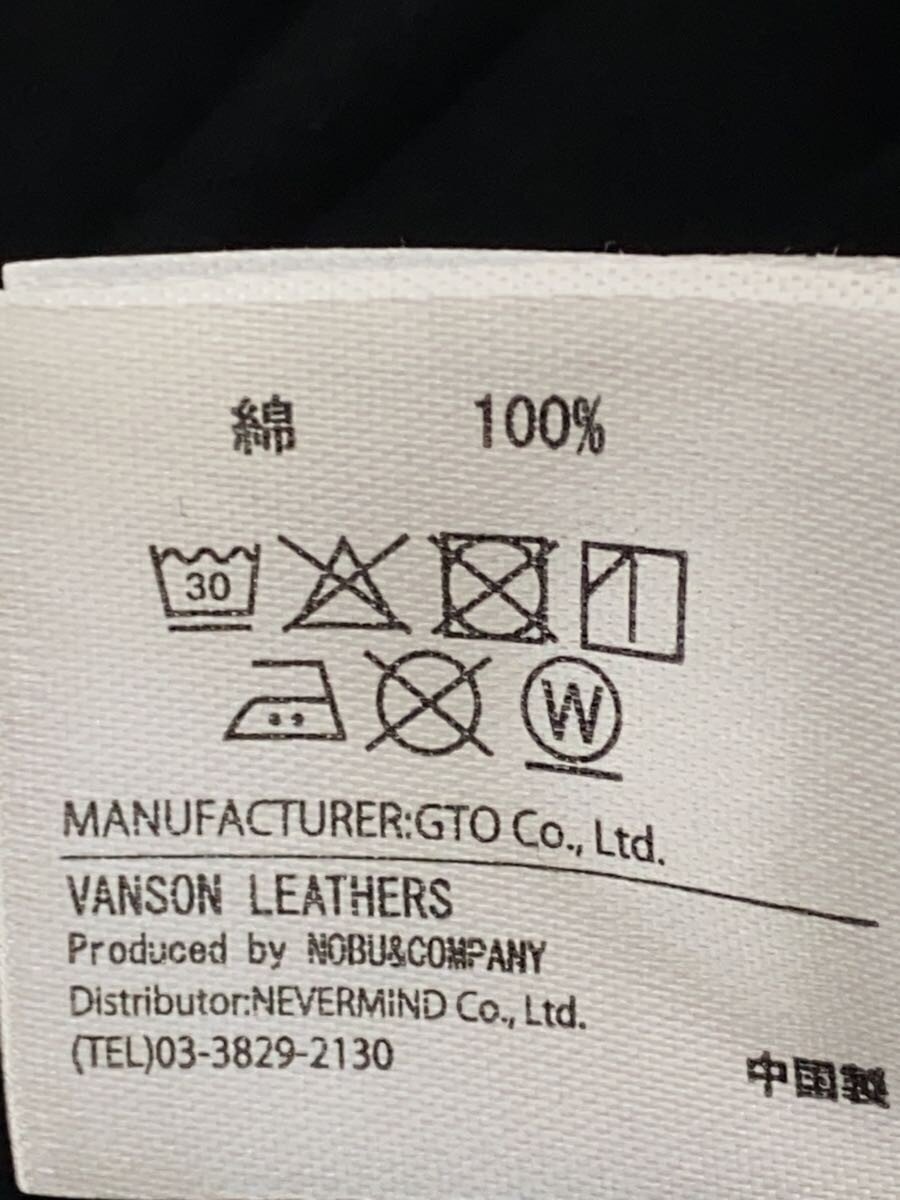 綿 100%
30
W
MANUFACTURER:GTO Co., Ltd.
VANSON LEATHERS
Produced by NOBU&COMPANY
Distributor:NEVERMiND Co., Ltd.
(TEL)03-3829-2130
中国製